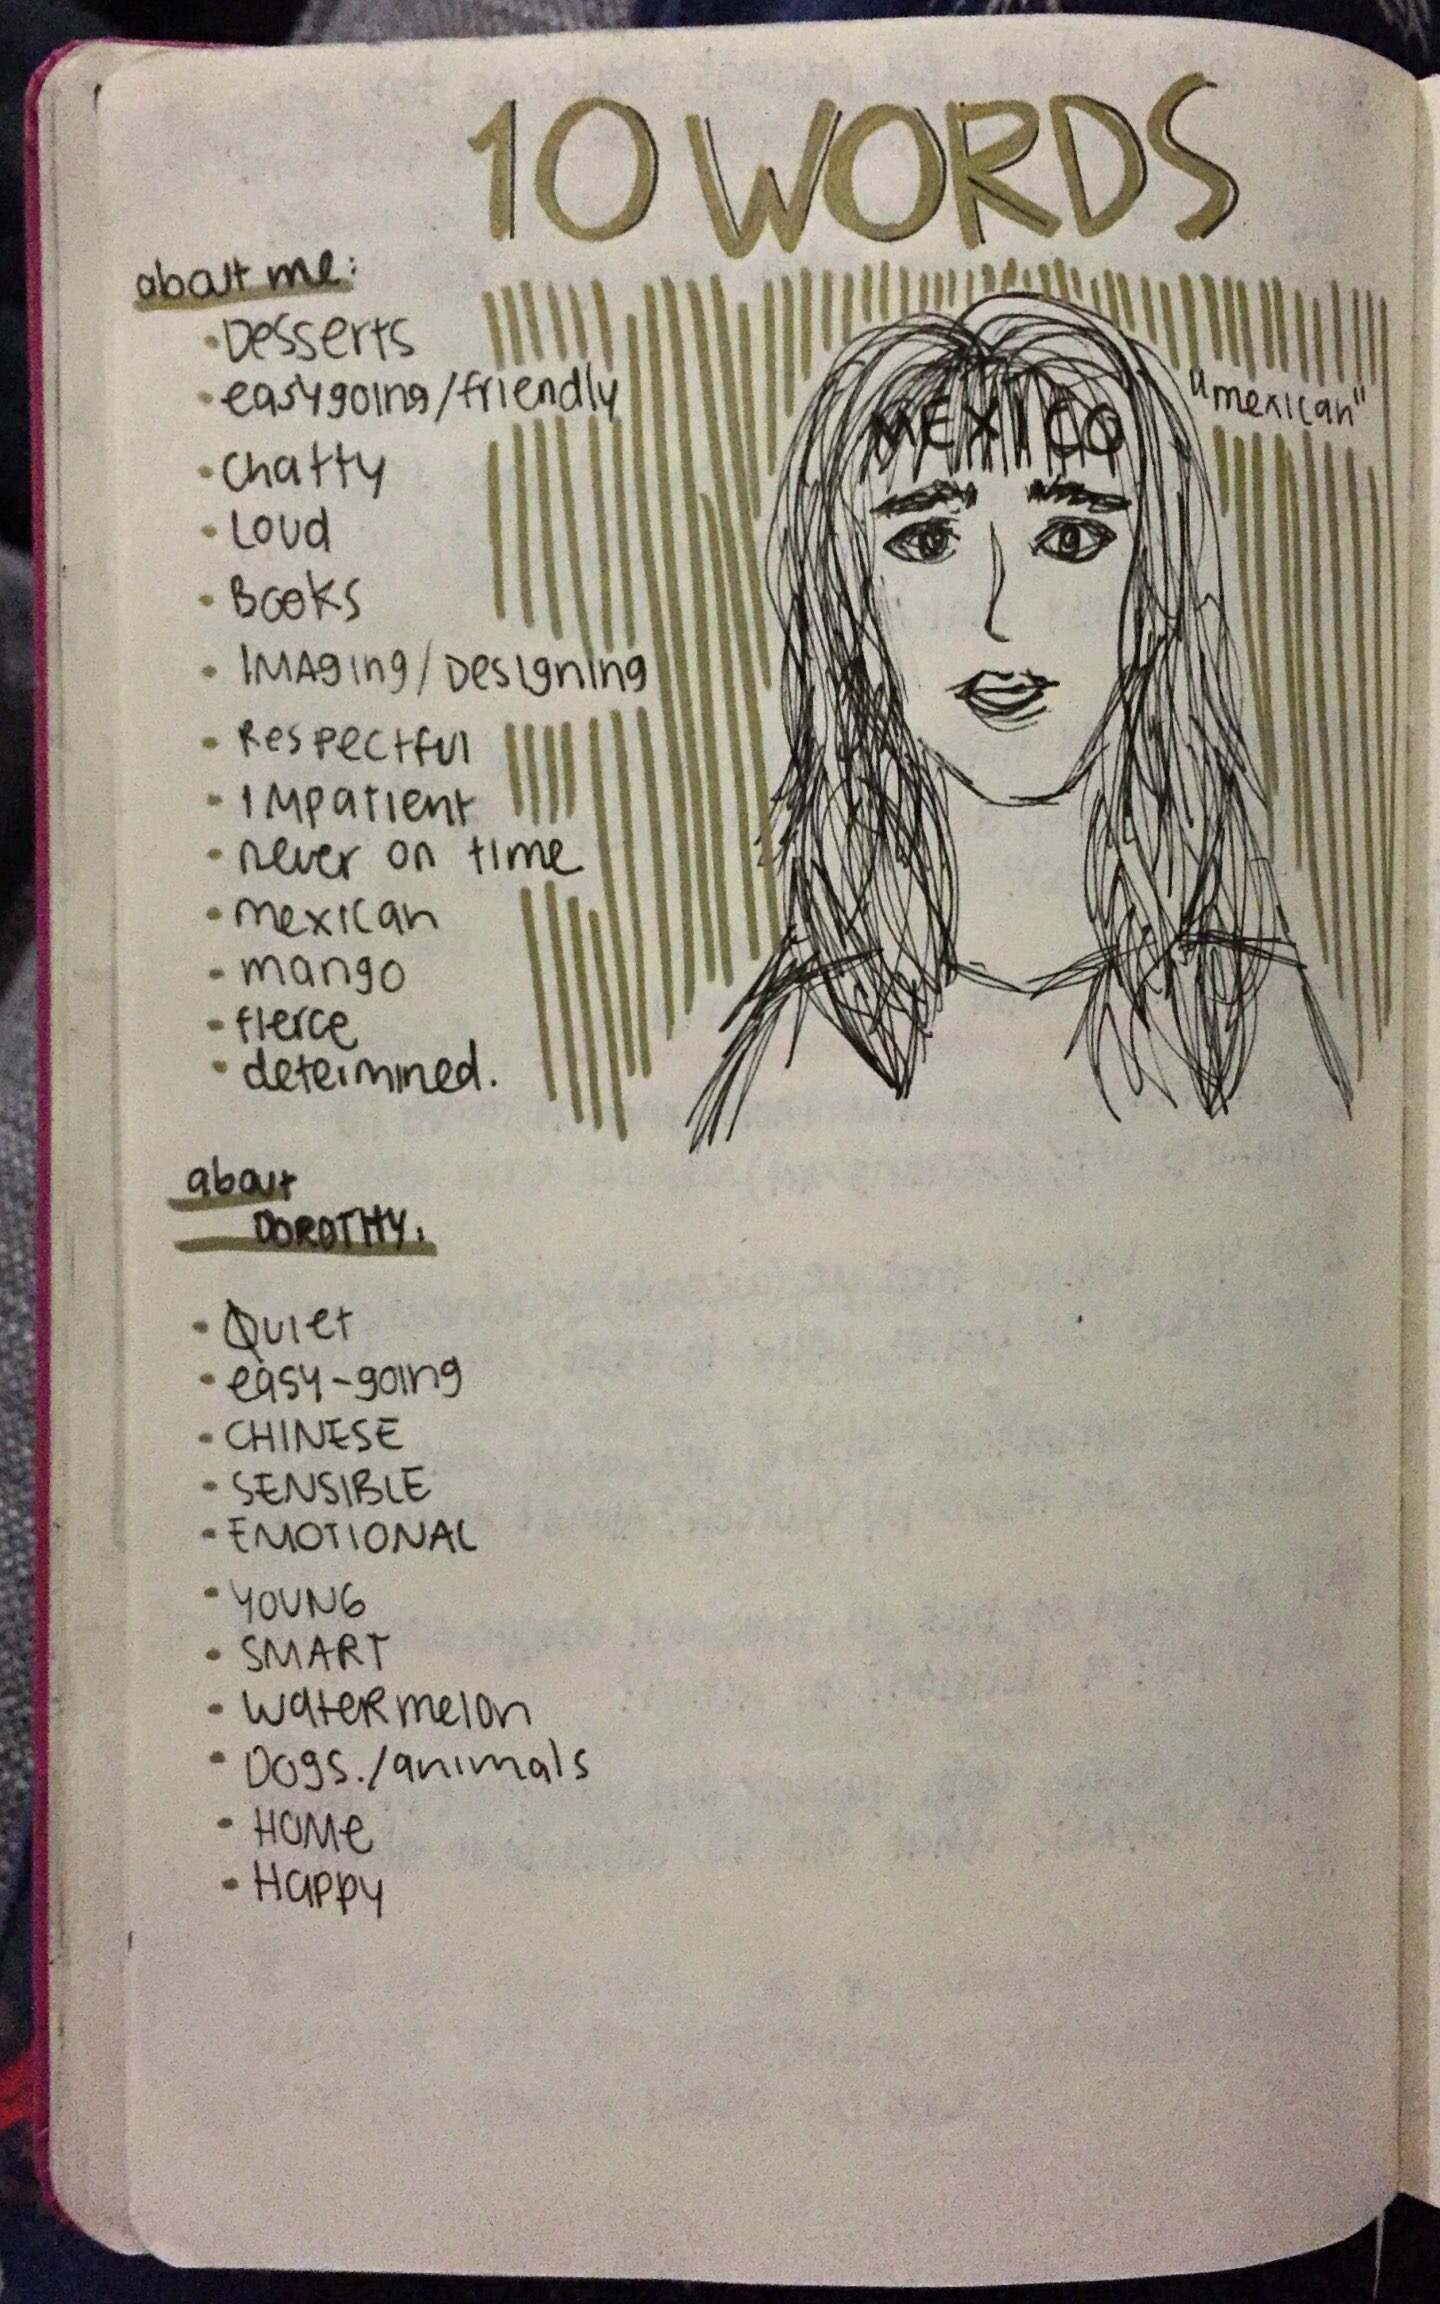 10 WORDS
about me:
• Desserts
• easygoing/friendly
• chatty
• Loud
• Books
• IMAging/Designing
• Respectful
• Impatient
• never on time
• mexican
• mango
• fierce
• determined.
MEXICO
"mexican"
about
DOROTHY.
• Quiet
• easy-going
• CHINESE
• SENSIBLE
• EMOTIONAL
• YOUNG
• SMART
• WateRmelon
• Dogs./animals
• HOMe
• Happy